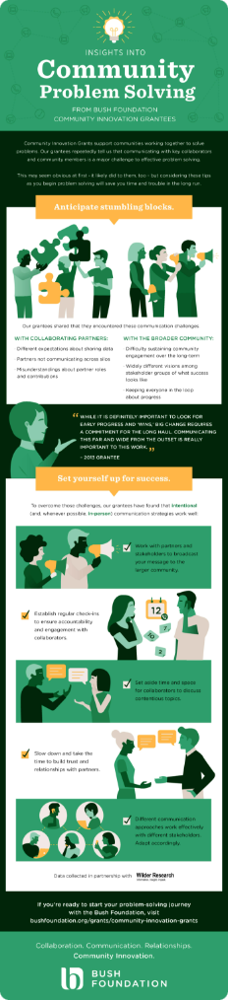 INSIGHTS INTO
Community
Problem Solving
FROM BUSH FOUNDATION
COMMUNITY INNOVATION GRANTEES
Community Innovation Grants support communities working together to solve
problems. Our grantees repeatedly tell us that communicating with key collaborators
and community members is a major challenge to effective problem solving.
This may seem obvious at first - it likely did to them, too - but considering these tips
as you begin problem solving will save you time and trouble in the long run.
Anticipate stumbling blocks.
Our grantees shared that they encountered these communication challenges
WITH COLLABORATING PARTNERS:
Different expectations about sharing data
Partners not communicating across silos
Misunderstandings about partner roles
and contributions
WITH THE BROADER COMMUNITY:
Difficulty sustaining community
engagement over the long-term
Widely different visions among
stakeholder groups of what success
looks like
Keeping everyone in the loop
about progress
“ WHILE IT IS DEFINITELY IMPORTANT TO LOOK FOR
EARLY PROGRESS AND 'WINS,' BIG CHANGE REQUIRES
A COMMITMENT FOR THE LONG HAUL. COMMUNICATING
THIS FAR AND WIDE FROM THE OUTSET IS REALLY
IMPORTANT TO THIS WORK. ”
- 2013 GRANTEE
Set yourself up for success.
To overcome these challenges, our grantees have found that intentional
(and, whenever possible, in-person) communication strategies work well
Work with partners and
stakeholders to broadcast
your message to the
larger community.
Establish regular check-ins
to ensure accountability
and engagement with
collaborators.
12
Set aside time and space
for collaborators to discuss
contentious topics.
Slow down and take the
time to build trust and
relationships with partners.
Different communication
approaches work effectively
with different stakeholders.
Adapt accordingly.
Data collected in partnership with Wilder Research
If you're ready to start your problem-solving journey
with the Bush Foundation, visit
bushfoundation.org/grants/community-innovation-grants
Collaboration. Communication. Relationships.
Community Innovation.
BUSH
FOUNDATION